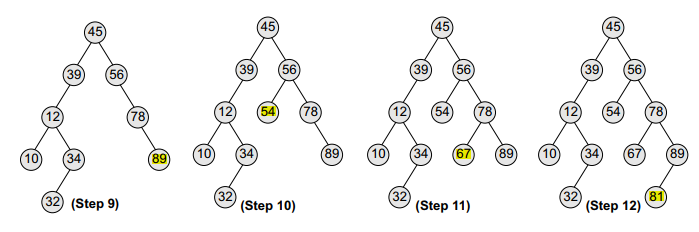 45 45 45 45
39 56 39 56 39 56 39 56
12 78 12 54 78 12 54 78 12 54 78
10 34 89 10 34 89 10 34 67 89 10 34 67 89
32 (Step 9) 32 (Step 10) 32 (Step 11) 32 (Step 12) 81